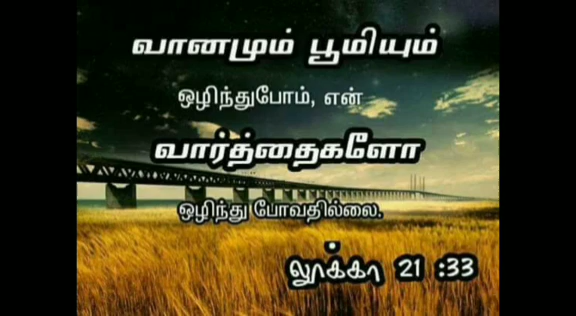 வானமும் பூமியும்
ஒழிந்துபோம், என்
வார்த்தைகளோ
ஒழிந்து போவதில்லை.
லூக்கா 21 :33